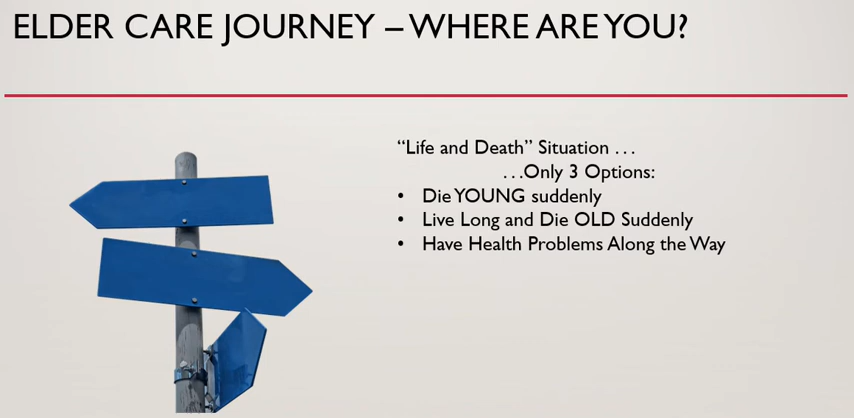 ELDER CARE JOURNEY – WHERE ARE YOU?
“Life and Death” Situation . . .
. . .Only 3 Options:
• Die YOUNG suddenly
• Live Long and Die OLD Suddenly
• Have Health Problems Along the Way